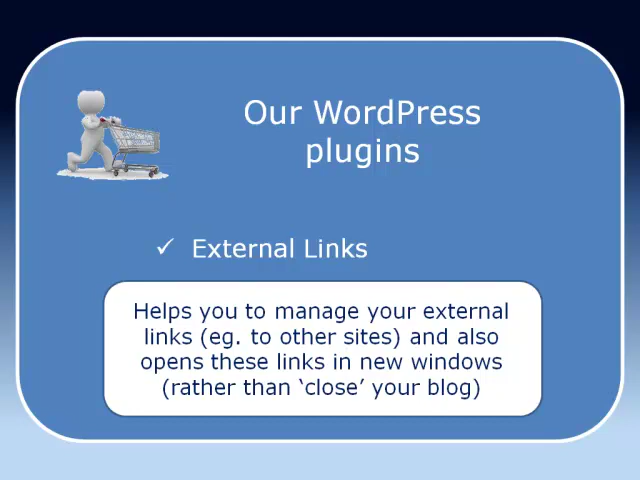 Our WordPress
plugins
✓ External Links
Helps you to manage your external
links (eg. to other sites) and also
opens these links in new windows
(rather than ‘close’ your blog)